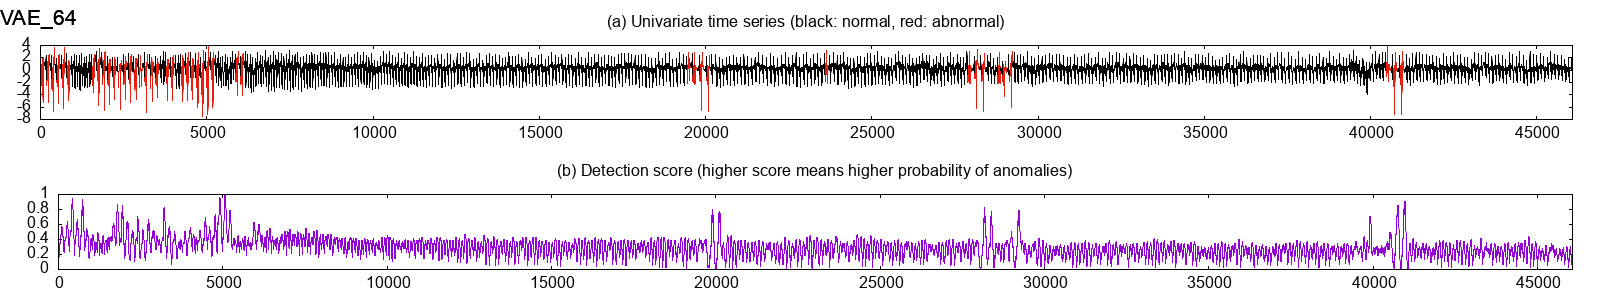 VAE_64
(a) Univariate time series (black: normal, red: abnormal)
4
2
0
-2
-4
-6
-8
0 5000 10000 15000 20000 25000 30000 35000 40000 45000
(b) Detection score (higher score means higher probability of anomalies)
1
0.8
0.6
0.4
0.2
0
0 5000 10000 15000 20000 25000 30000 35000 40000 45000